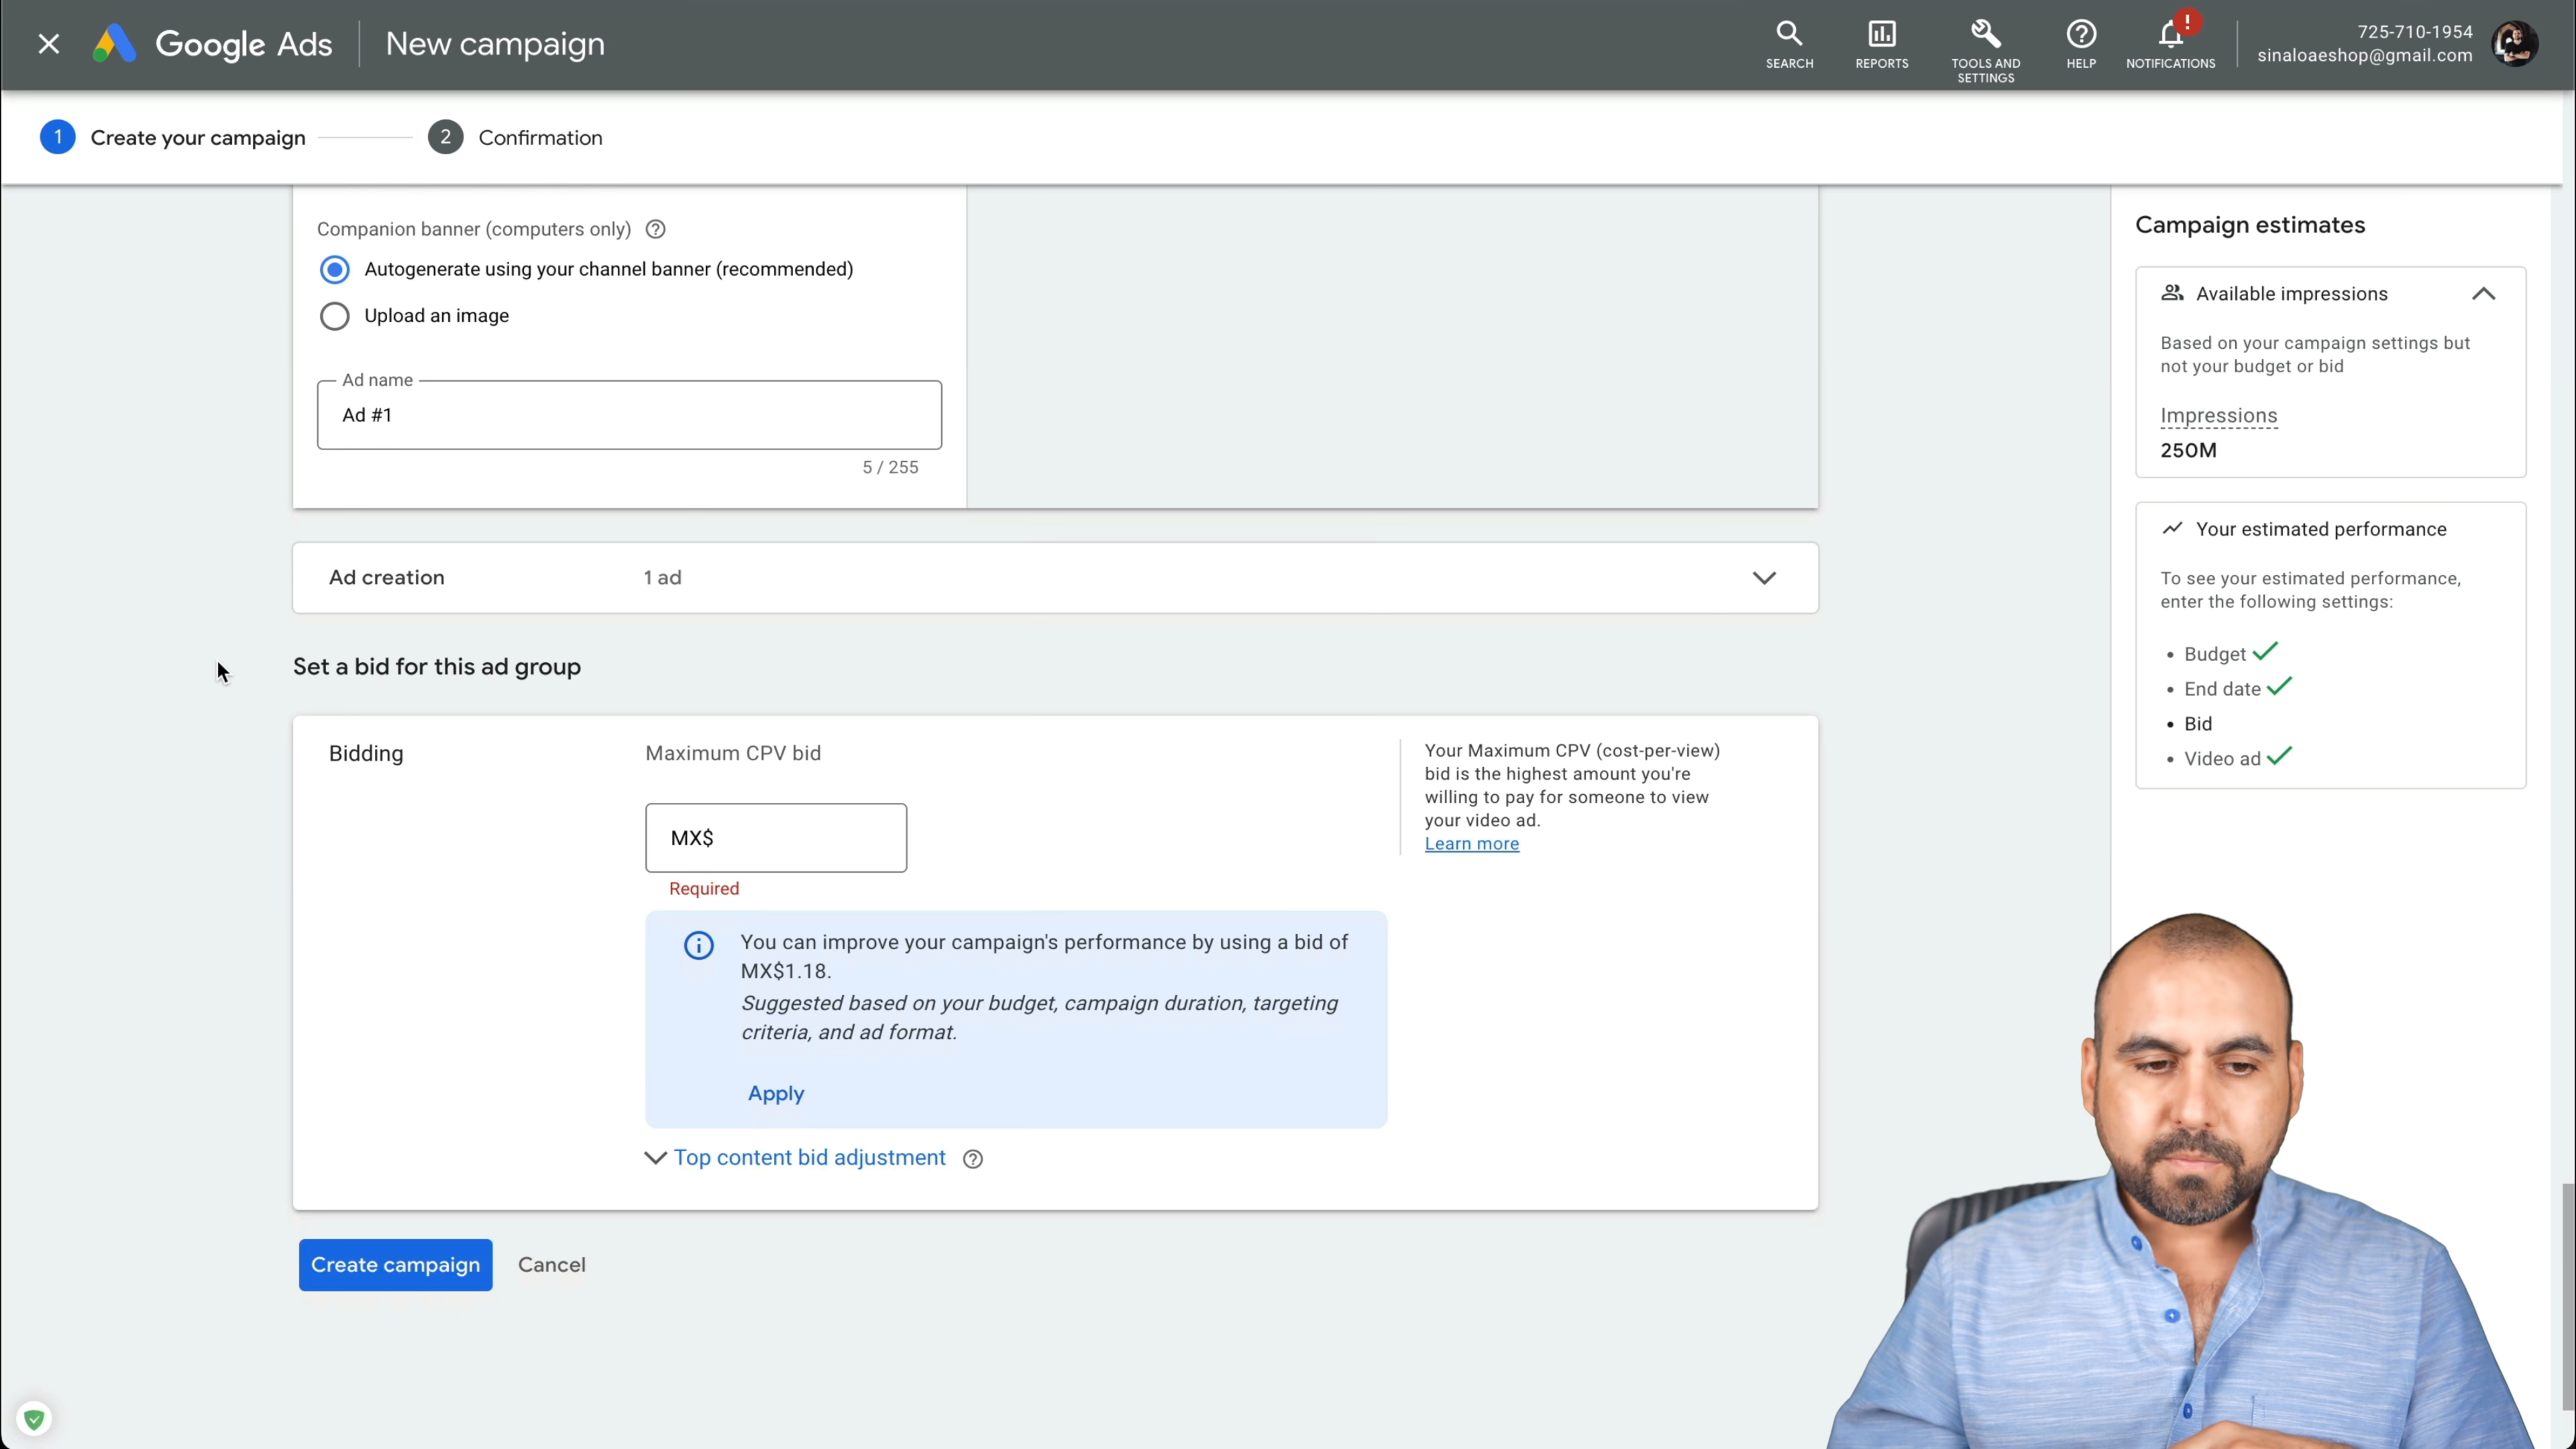 Google Ads
New campaign
SEARCH
REPORTS
TOOLS AND
SETTINGS
HELP
!
NOTIFICATIONS
725-710-1954
sinaloaeshop@gmail.com
1 Create your campaign
2 Confirmation
Companion banner (computers only)
Autogenerate using your channel banner (recommended)
Upload an image
Ad name
Ad #1
5 / 255
Ad creation 1 ad
Set a bid for this ad group
Bidding
Maximum CPV bid
MX$
Required
You can improve your campaign's performance by using a bid of
MX$1.18.
Suggested based on your budget, campaign duration, targeting
criteria, and ad format.
Apply
Top content bid adjustment
Your Maximum CPV (cost-per-view)
bid is the highest amount you're
willing to pay for someone to view
your video ad.
Learn more
Create campaign
Cancel
Campaign estimates
Available impressions
Based on your campaign settings but
not your budget or bid
Impressions
250M
Your estimated performance
To see your estimated performance,
enter the following settings:
• Budget
• End date
• Bid
• Video ad